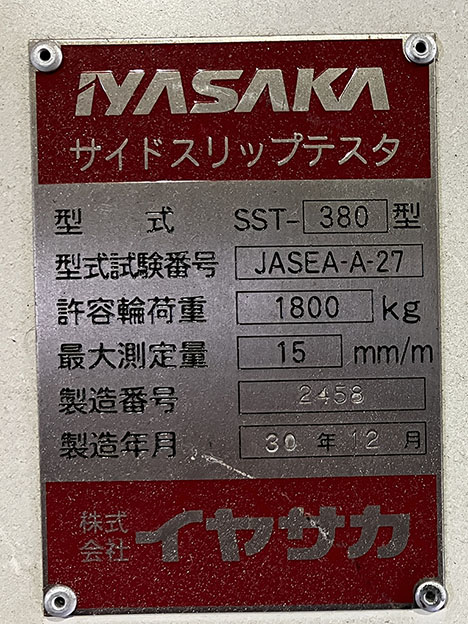 IYASAKA
サイドスリップテスタ
型 式 SST-380型
型式試験番号 JASEA-A-27
許容輪荷重 1800 kg
最大測定量 15 mm/m
製造番号 2458
製造年月 30年12月
株式会社 イヤサカ